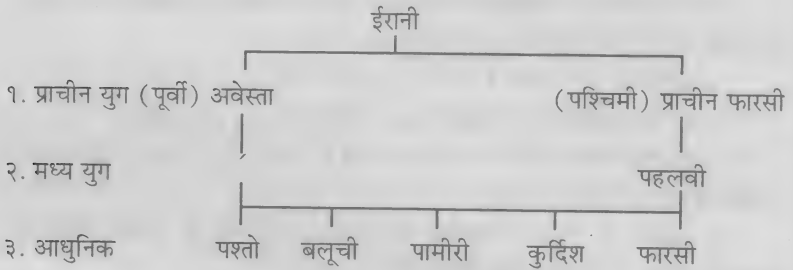 ईरानी
१. प्राचीन युग (पूर्वी) अवेस्ता (पश्चिमी) प्राचीन फारसी
२. मध्य युग पहलवी
३. आधुनिक पश्तो बलूची पामीरी कुर्दिश फारसी